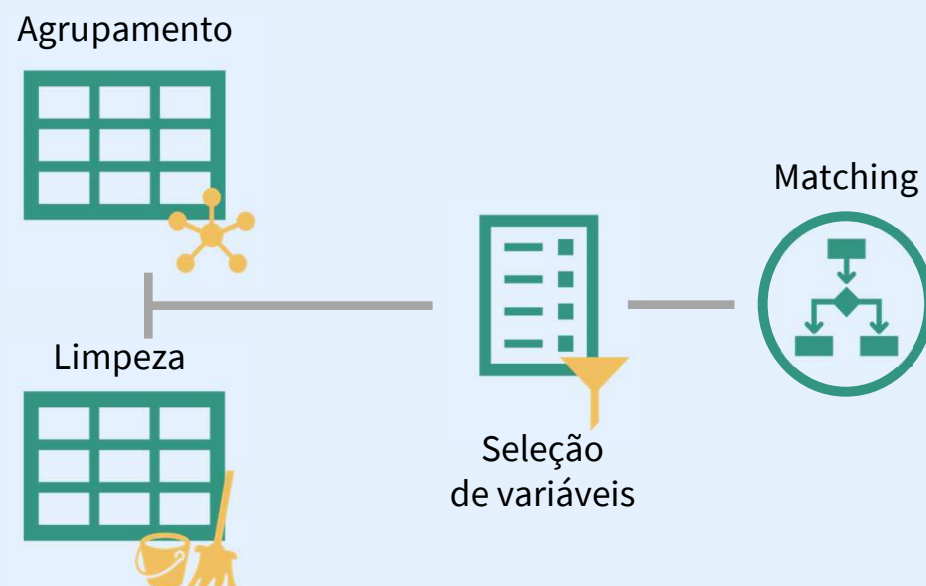 Agrupamento
Matching
Limpeza
Seleção
de variáveis